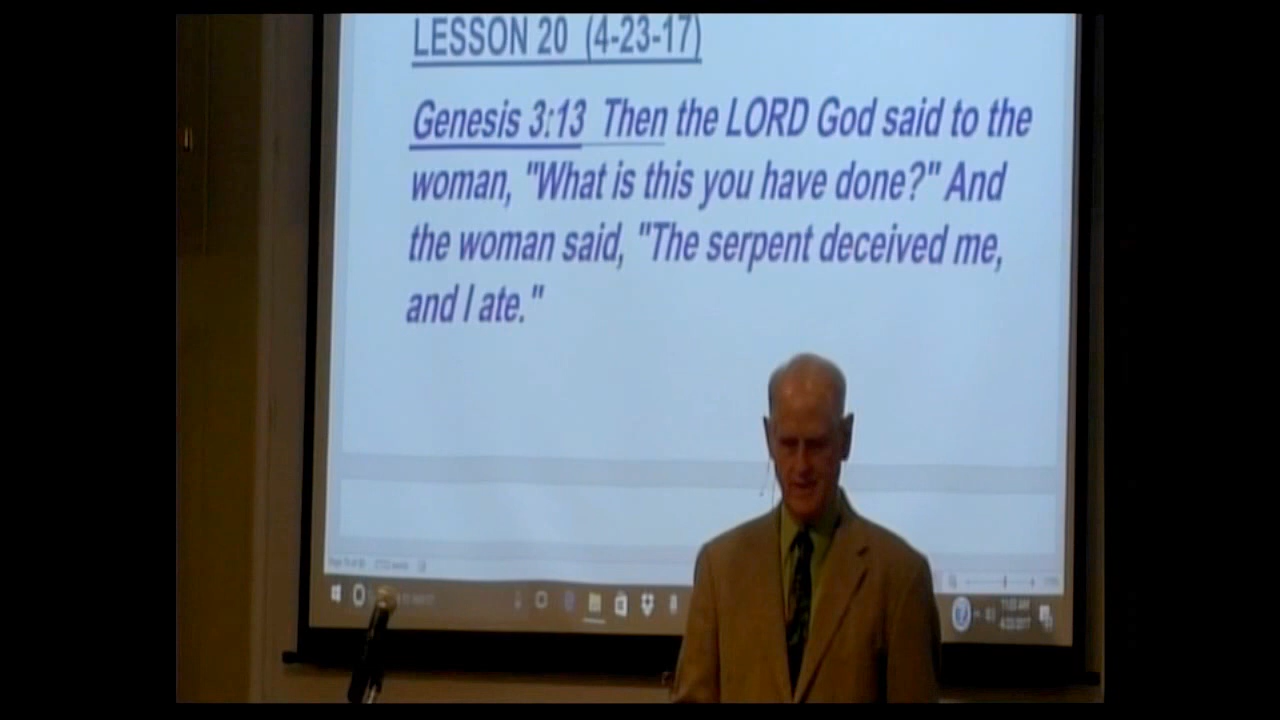 LESSON 20 (4-23-17)
Genesis 3:13 Then the LORD God said to the
woman, "What is this you have done?" And
the woman said, "The serpent deceived me,
and I ate."